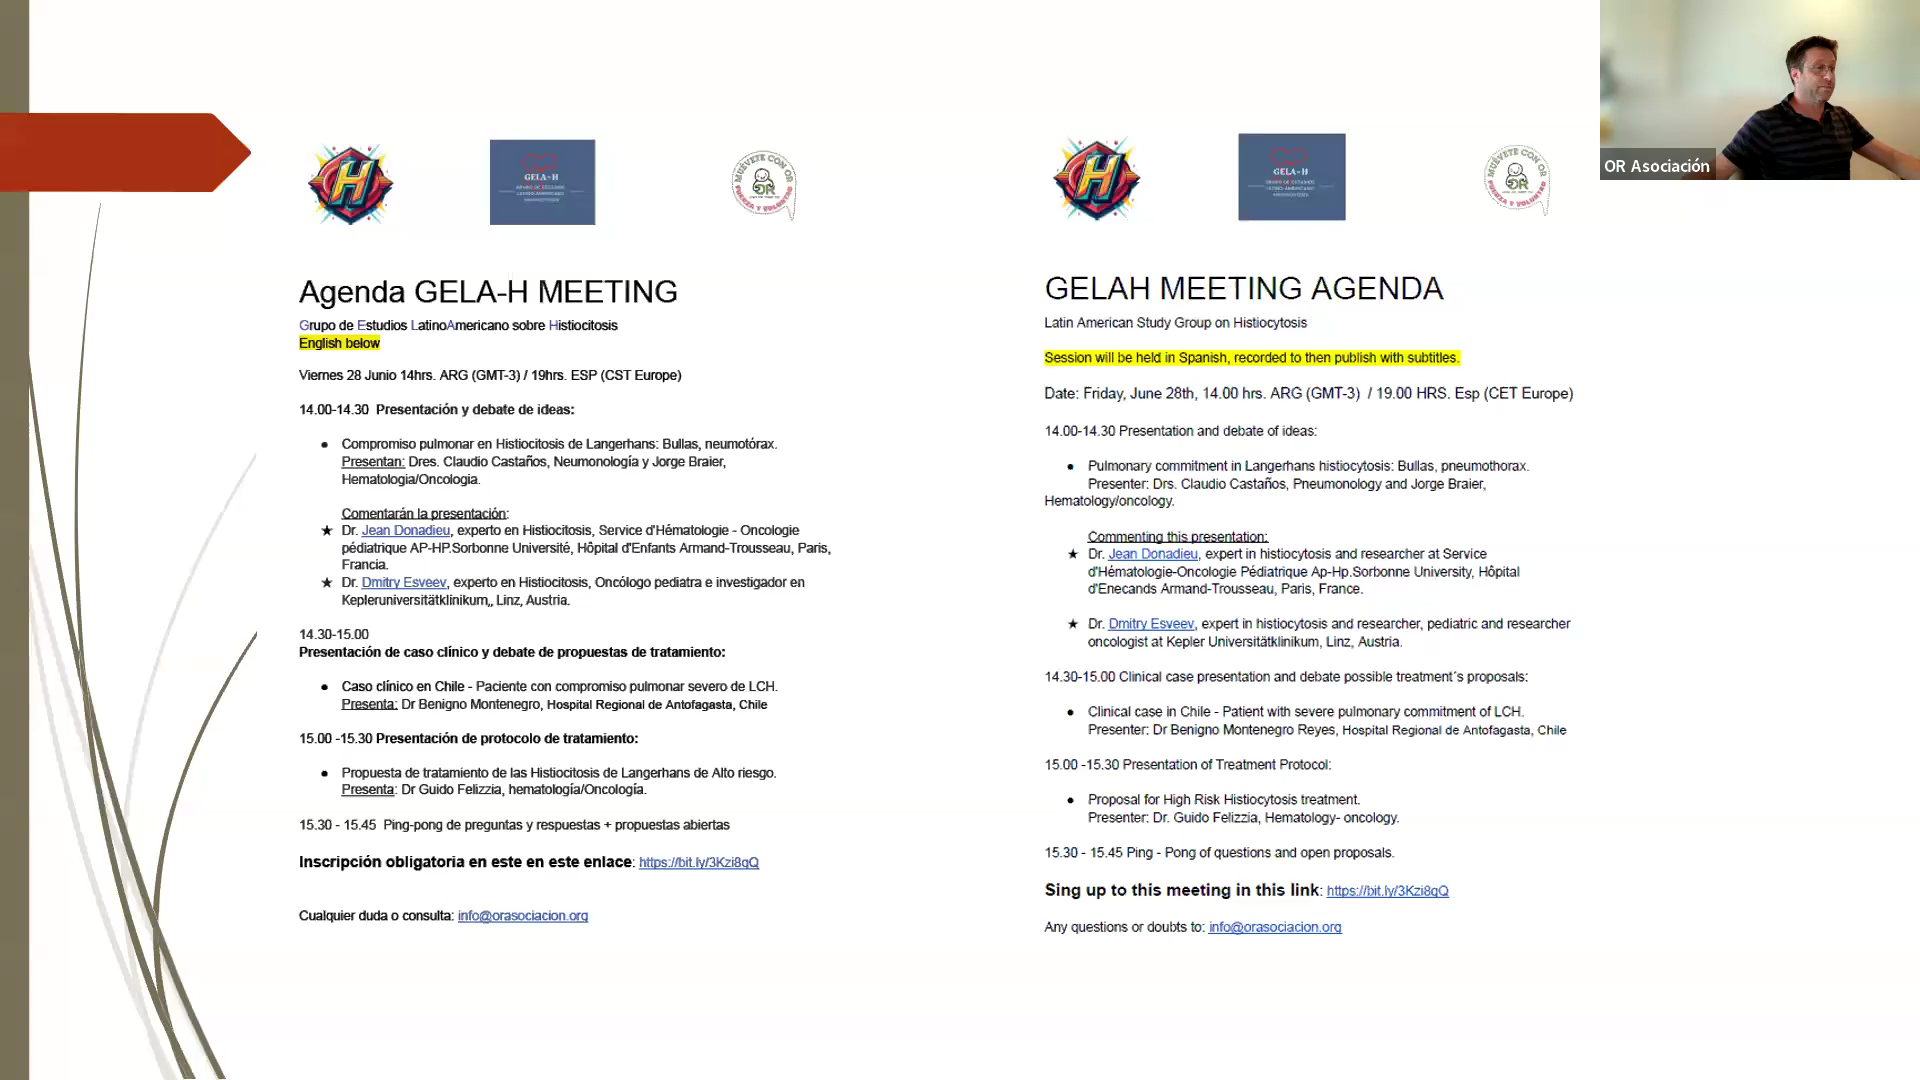 H
GELA-H
MUÉVETE CON OR
OR
FUERZA Y VOLUNTAD
Agenda GELA-H MEETING
Grupo de Estudios LatinoAmericano sobre Histiocitosis
English below
Viernes 28 Junio 14hrs. ARG (GMT-3) / 19hrs. ESP (CST Europe)
14.00-14.30 Presentación y debate de ideas:
● Compromiso pulmonar en Histiocitosis de Langerhans: Bullas, neumotórax.
Presentan: Dres. Claudio Castaños, Neumonología y Jorge Braier,
Hematologia/Oncologia.
Comentarán la presentación:
★ Dr. Jean Donadieu, experto en Histiocitosis, Service d'Hématologie - Oncologie
pédiatrique AP-HP.Sorbonne Université, Hôpital d'Enfants Armand-Trousseau, Paris,
Francia.
★ Dr. Dmitry Esveev, experto en Histiocitosis, Oncólogo pediatra e investigador en
Kepleruniversitätklinikum,, Linz, Austria.
14.30-15.00
Presentación de caso clínico y debate de propuestas de tratamiento:
● Caso clínico en Chile - Paciente con compromiso pulmonar severo de LCH.
Presenta: Dr Benigno Montenegro, Hospital Regional de Antofagasta, Chile
15.00 -15.30 Presentación de protocolo de tratamiento:
● Propuesta de tratamiento de las Histiocitosis de Langerhans de Alto riesgo.
Presenta: Dr Guido Felizzia, hematología/Oncología.
15.30 - 15.45 Ping-pong de preguntas y respuestas + propuestas abiertas
Inscripción obligatoria en este en este enlace: https://bit.ly/3Kzi8qQ
Cualquier duda o consulta: info@orasociacion.org
H
GELA-H
MUÉVETE CON OR
OR
FUERZA Y VOLUNTAD
GELAH MEETING AGENDA
Latin American Study Group on Histiocytosis
Session will be held in Spanish, recorded to then publish with subtitles.
Date: Friday, June 28th, 14.00 hrs. ARG (GMT-3) / 19.00 HRS. Esp (CET Europe)
14.00-14.30 Presentation and debate of ideas:
● Pulmonary commitment in Langerhans histiocytosis: Bullas, pneumothorax.
Presenter: Drs. Claudio Castaños, Pneumonology and Jorge Braier,
Hematology/oncology.
Commenting this presentation:
★ Dr. Jean Donadieu, expert in histiocytosis and researcher at Service
d'Hématologie-Oncologie Pédiatrique Ap-Hp.Sorbonne University, Hôpital
d'Enecands Armand-Trousseau, Paris, France.
★ Dr. Dmitry Esveev, expert in histiocytosis and researcher, pediatric and researcher
oncologist at Kepler Universitätklinikum, Linz, Austria.
14.30-15.00 Clinical case presentation and debate possible treatment´s proposals:
● Clinical case in Chile - Patient with severe pulmonary commitment of LCH.
Presenter: Dr Benigno Montenegro Reyes, Hospital Regional de Antofagasta, Chile
15.00 -15.30 Presentation of Treatment Protocol:
● Proposal for High Risk Histiocytosis treatment.
Presenter: Dr. Guido Felizzia, Hematology- oncology.
15.30 - 15.45 Ping - Pong of questions and open proposals.
Sing up to this meeting in this link: https://bit.ly/3Kzi8qQ
Any questions or doubts to: info@orasociacion.org
OR Asociación